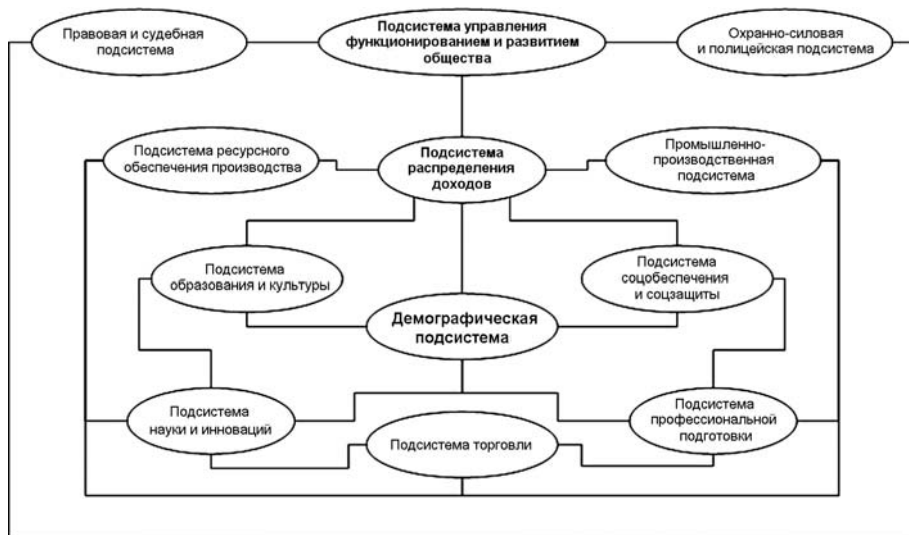 Правовая и судебная
подсистема
Подсистема управления
функционированием и развитием
общества
Охранно-силовая
и полицейская подсистема
Подсистема ресурсного
обеспечения производства
Подсистема
распределения
доходов
Промышленно-
производственная
подсистема
Подсистема
образования и культуры
Подсистема
соцобеспечения
и соцзащиты
Демографическая
подсистема
Подсистема
науки и инноваций
Подсистема торговли
Подсистема
профессиональной
подготовки